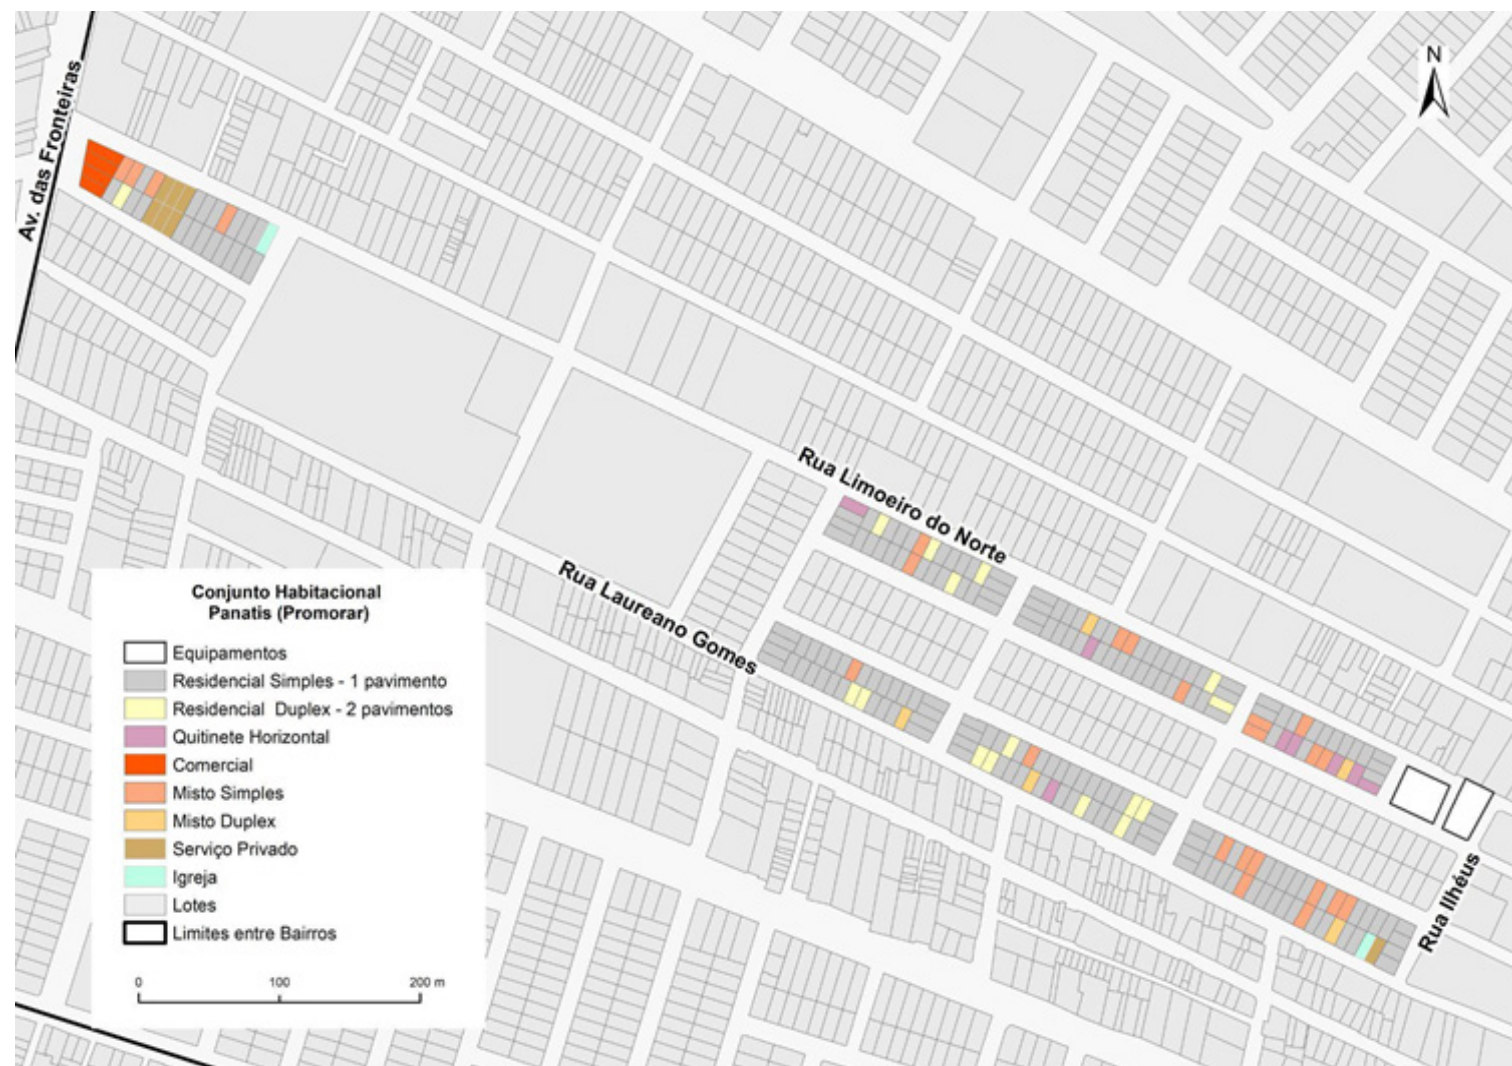 N
Av. das Fronteiras
Rua Limoeiro do Norte
Rua Laureano Gomes
Rua Ilhéus
Conjunto Habitacional
Panatis (Promorar)
Equipamentos
Residencial Simples - 1 pavimento
Residencial Duplex - 2 pavimentos
Quitinete Horizontal
Comercial
Misto Simples
Misto Duplex
Serviço Privado
Igreja
Lotes
Limites entre Bairros
0 100 200 m